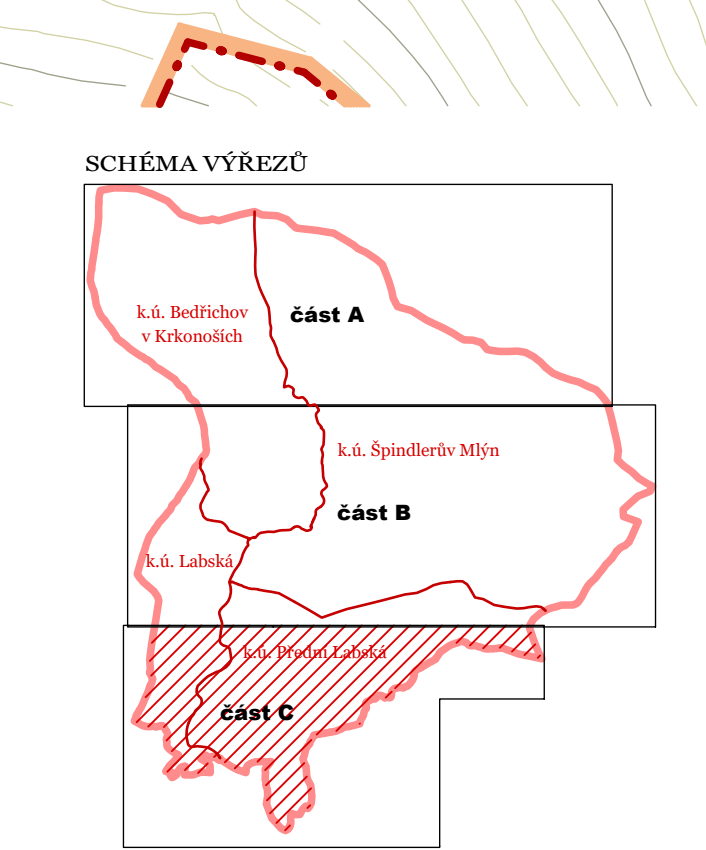 SCHÉMA VÝŘEZŮ
k.ú. Bedřichov
v Krkonoších
část A
k.ú. Špindlerův Mlýn
část B
k.ú. Labská
k.ú. Přední Labská
část C